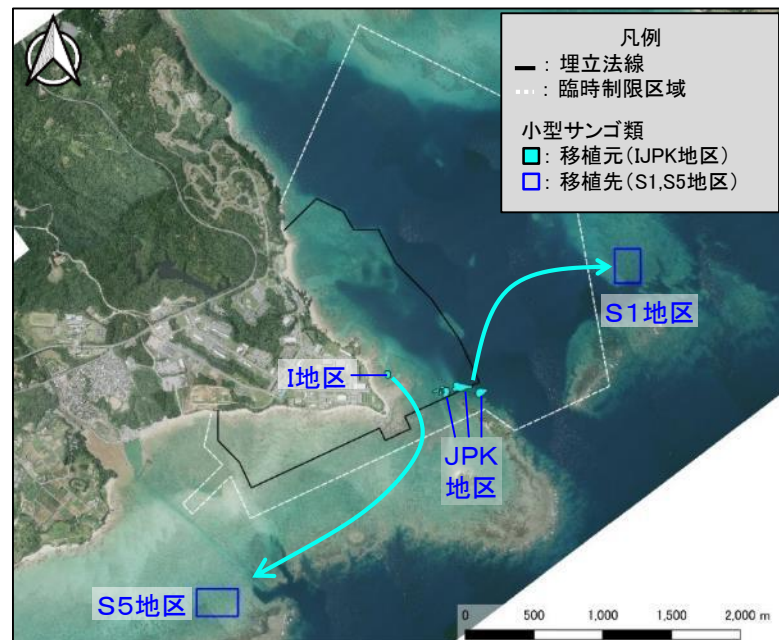 凡例
: 埋立法線
: 臨時制限区域
小型サンゴ類
: 移植元(IJPK地区)
: 移植先(S1,S5地区)
S1地区
I地区
JPK
地区
S5地区
0 500 1,000 1,500 2,000 m